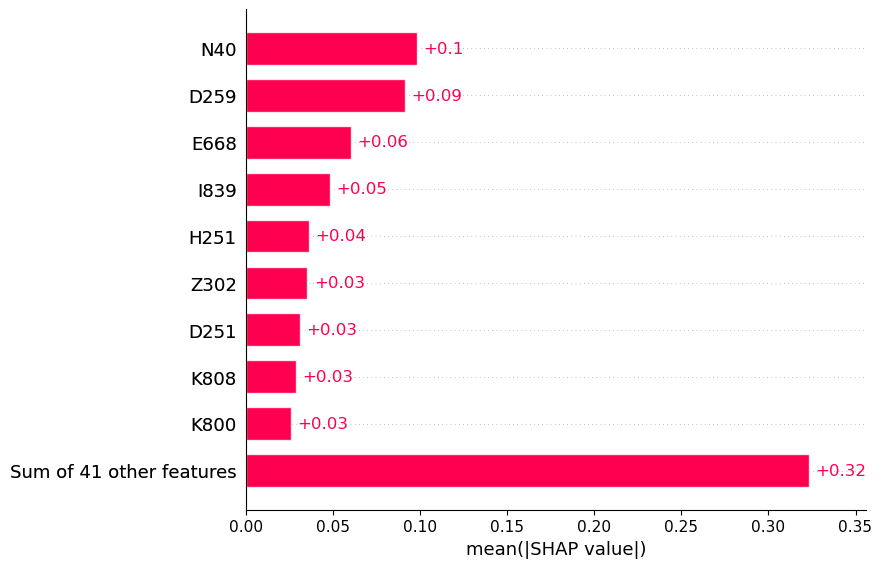 N40 +0.1
D259 +0.09
E668 +0.06
I839 +0.05
H251 +0.04
Z302 +0.03
D251 +0.03
K808 +0.03
K800 +0.03
Sum of 41 other features +0.32
0.00 0.05 0.10 0.15 0.20 0.25 0.30 0.35
mean(|SHAP value|)